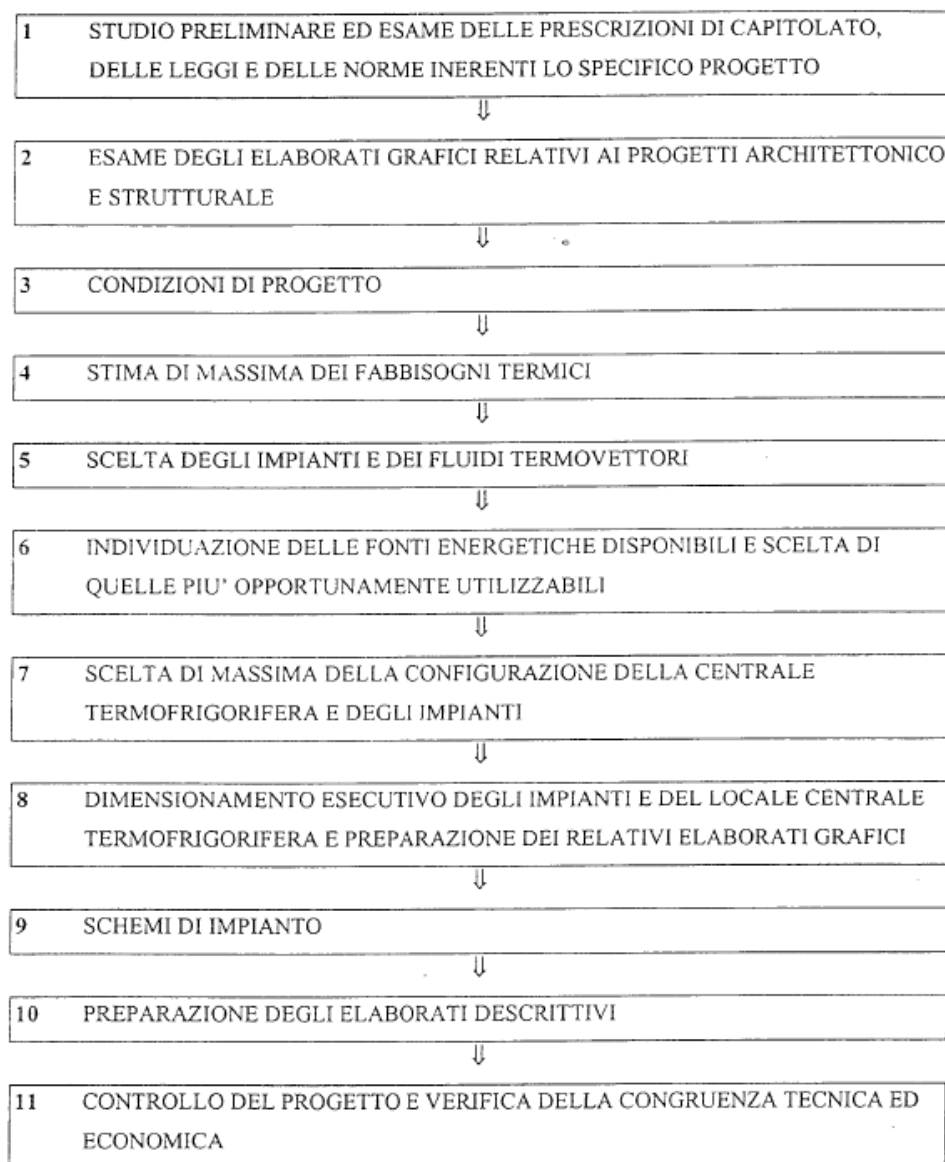 1 STUDIO PRELIMINARE ED ESAME DELLE PRESCRIZIONI DI CAPITOLATO,
DELLE LEGGI E DELLE NORME INERENTI LO SPECIFICO PROGETTO
⇓
2 ESAME DEGLI ELABORATI GRAFICI RELATIVI AI PROGETTI ARCHITETTONICO
E STRUTTURALE
⇓
3 CONDIZIONI DI PROGETTO
⇓
4 STIMA DI MASSIMA DEI FABBISOGNI TERMICI
⇓
5 SCELTA DEGLI IMPIANTI E DEI FLUIDI TERMOVETTORI
⇓
6 INDIVIDUAZIONE DELLE FONTI ENERGETICHE DISPONIBILI E SCELTA DI
QUELLE PIU' OPPORTUNAMENTE UTILIZZABILI
⇓
7 SCELTA DI MASSIMA DELLA CONFIGURAZIONE DELLA CENTRALE
TERMOFRIGORIFERA E DEGLI IMPIANTI
⇓
8 DIMENSIONAMENTO ESECUTIVO DEGLI IMPIANTI E DEL LOCALE CENTRALE
TERMOFRIGORIFERA E PREPARAZIONE DEI RELATIVI ELABORATI GRAFICI
⇓
9 SCHEMI DI IMPIANTO
⇓
10 PREPARAZIONE DEGLI ELABORATI DESCRITTIVI
⇓
11 CONTROLLO DEL PROGETTO E VERIFICA DELLA CONGRUENZA TECNICA ED
ECONOMICA